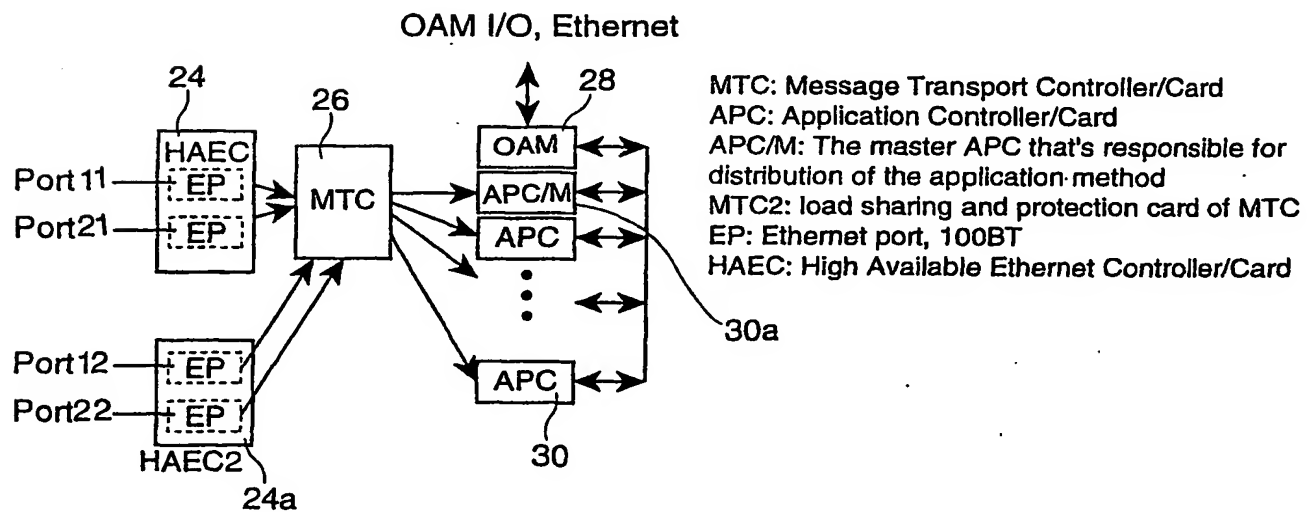 OAM I/O, Ethernet
24
26
28
HAEC
EP
EP
Port11
Port21
MTC
OAM
APC/M
APC
APC
30a
30
Port12
Port22
EP
EP
HAEC2
24a
MTC: Message Transport Controller/Card
APC: Application Controller/Card
APC/M: The master APC that's responsible for
distribution of the application method
MTC2: load sharing and protection card of MTC
EP: Ethernet port, 100BT
HAEC: High Available Ethernet Controller/Card